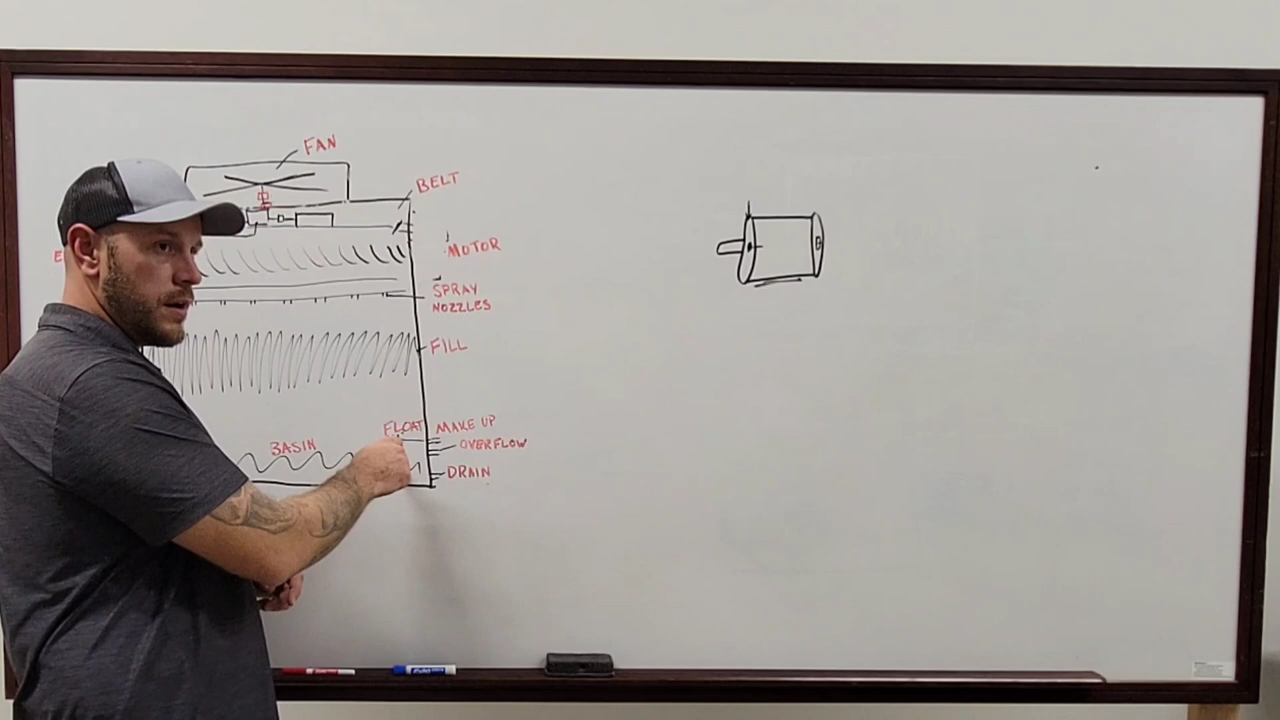 FAN
BELT
MOTOR
SPRAY
NOZZLES
FILL
FLOAT MAKE UP
OVERFLOW
BASIN
DRAIN